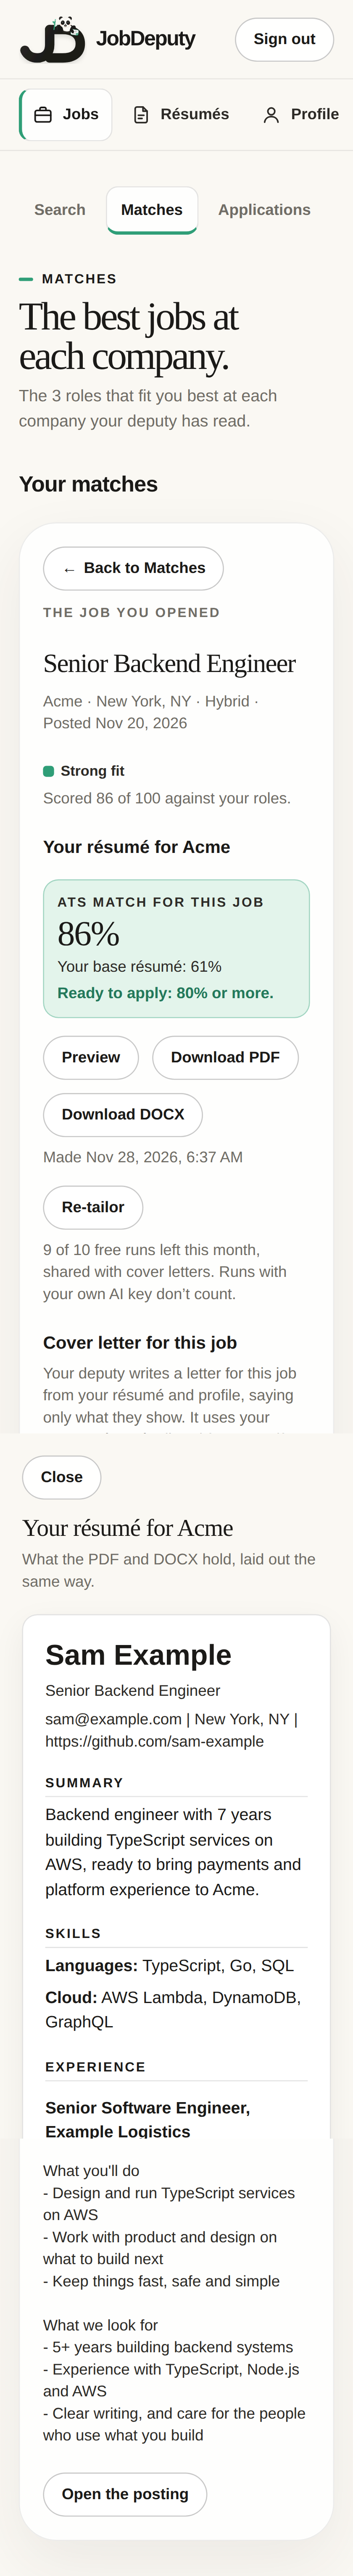 JobDeputy
Sign out
Jobs
Résumés
Profile
Search
Matches
Applications
MATCHES
The best jobs at
each company.
The 3 roles that fit you best at each
company your deputy has read.
Your matches
← Back to Matches
THE JOB YOU OPENED
Senior Backend Engineer
Acme · New York, NY · Hybrid ·
Posted Nov 20, 2026
Strong fit
Scored 86 of 100 against your roles.
Your résumé for Acme
ATS MATCH FOR THIS JOB
86%
Your base résumé: 61%
Ready to apply: 80% or more.
Preview
Download PDF
Download DOCX
Made Nov 28, 2026, 6:37 AM
Re-tailor
9 of 10 free runs left this month,
shared with cover letters. Runs with
your own AI key don’t count.
Cover letter for this job
Your deputy writes a letter for this job
from your résumé and profile, saying
only what they show. It uses your
Close
Your résumé for Acme
What the PDF and DOCX hold, laid out the
same way.
Sam Example
Senior Backend Engineer
sam@example.com | New York, NY |
https://github.com/sam-example
SUMMARY
Backend engineer with 7 years
building TypeScript services on
AWS, ready to bring payments and
platform experience to Acme.
SKILLS
Languages: TypeScript, Go, SQL
Cloud: AWS Lambda, DynamoDB,
GraphQL
EXPERIENCE
Senior Software Engineer,
Example Logistics
What you'll do
- Design and run TypeScript services
on AWS
- Work with product and design on
what to build next
- Keep things fast, safe and simple
What we look for
- 5+ years building backend systems
- Experience with TypeScript, Node.js
and AWS
- Clear writing, and care for the people
who use what you build
Open the posting